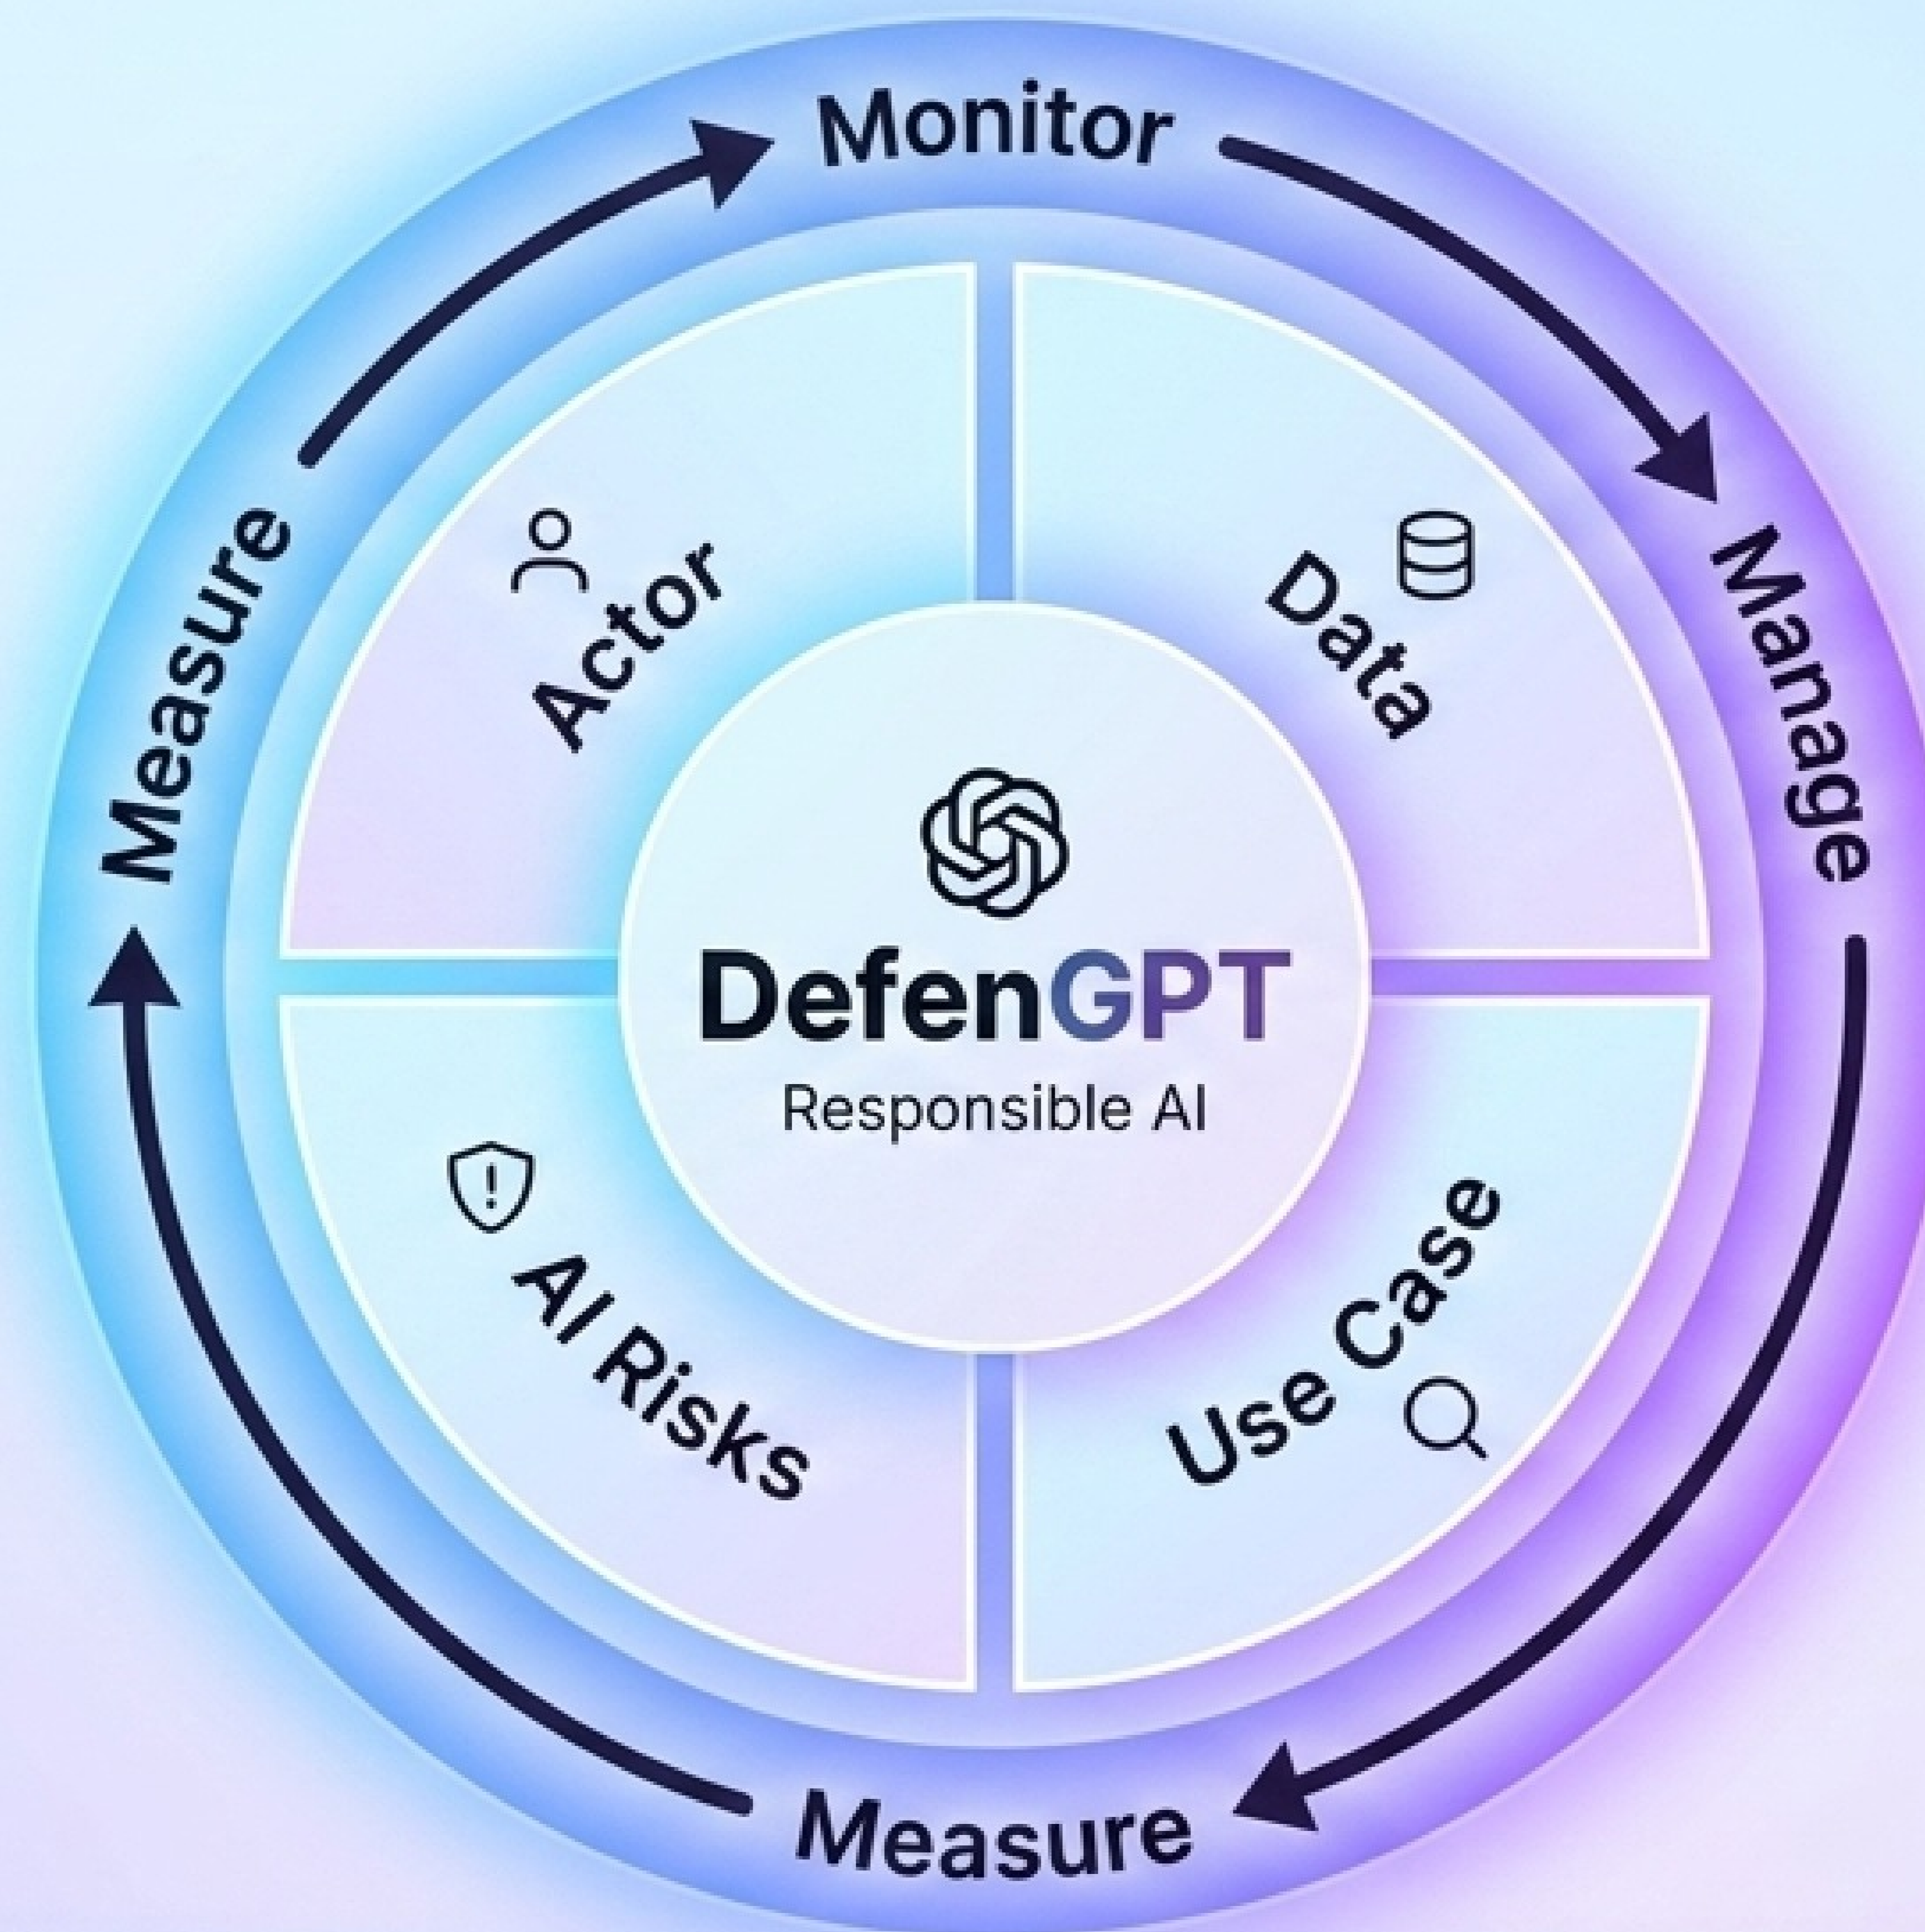 Monitor
Manage
Measure
Measure
Actor
Data
Use Case
AI Risks
DefenGPT
Responsible AI